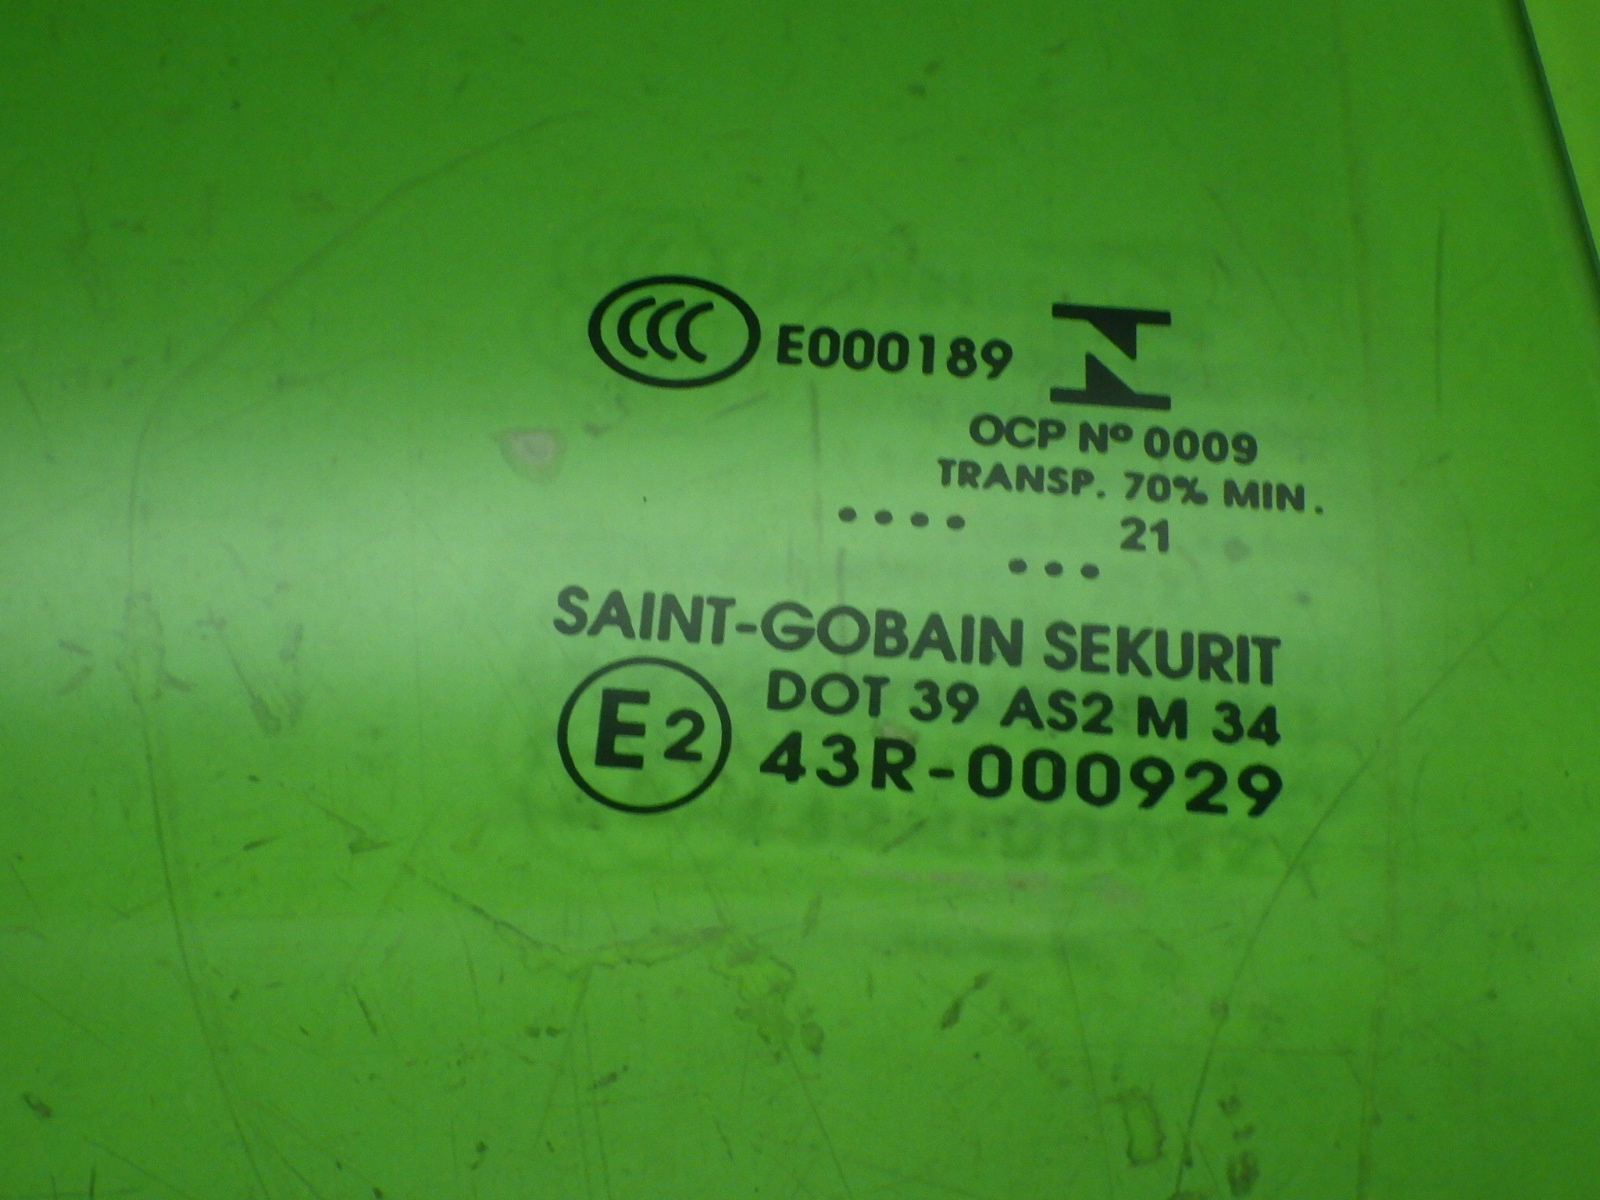 CCC E000189
OCP Nº 0009
TRANSP. 70% MIN.
.... 21
...
SAINT-GOBAIN SEKURIT
E2 DOT 39 AS2 M 34
43R-000929